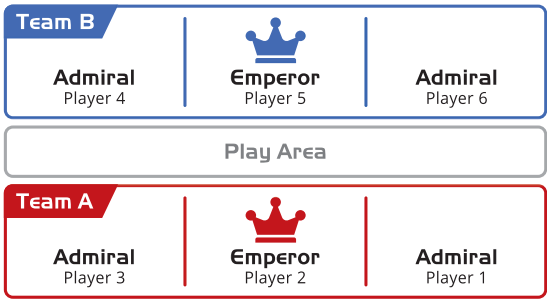 Team B
Admiral
Player 4
Emperor
Player 5
Admiral
Player 6
Play Area
Team A
Admiral
Player 3
Emperor
Player 2
Admiral
Player 1